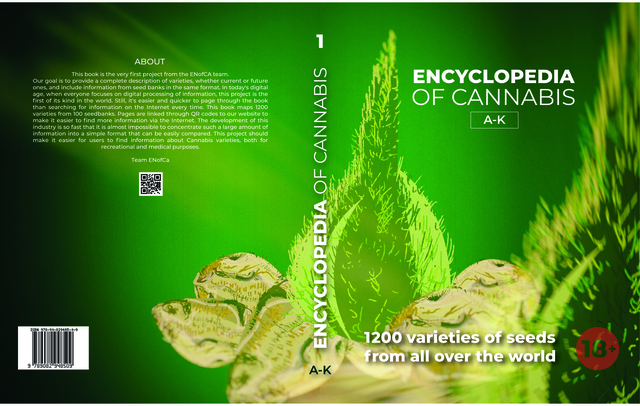 ABOUT
This book is the very first project from the ENofCA team.
Our goal is to provide a complete description of varieties, whether current or future
ones, and include information from seed banks in the same format. In today's digital
age, when everyone focuses on digital processing of information, this project is the
first of its kind in the world. Still, it's easier and quicker to page through the book
than searching for information on the Internet every time. This book maps 1200
varieties from 100 seedbanks. Pages are linked through QR codes to our website to
make it easier to find more information via the Internet. The development of this
industry is so fast that it is almost impossible to concentrate such a large amount of
information into a simple format that can be easily compared. This project should
make it easier for users to find information about Cannabis varieties, both for
recreational and medical purposes.
Team ENofCa
1
ENCYCLOPEDIA OF CANNABIS
A-K
ENCYCLOPEDIA
OF CANNABIS
A-K
1200 varieties of seeds
from all over the world
18+